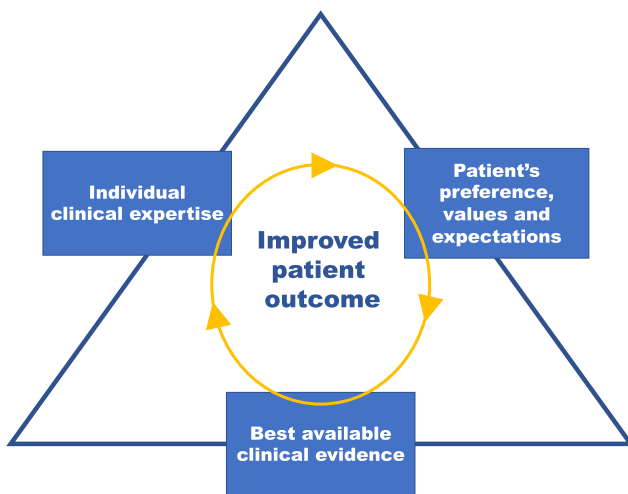 Individual
clinical expertise
Patient’s
preference,
values and
expectations
Improved
patient
outcome
Best available
clinical evidence